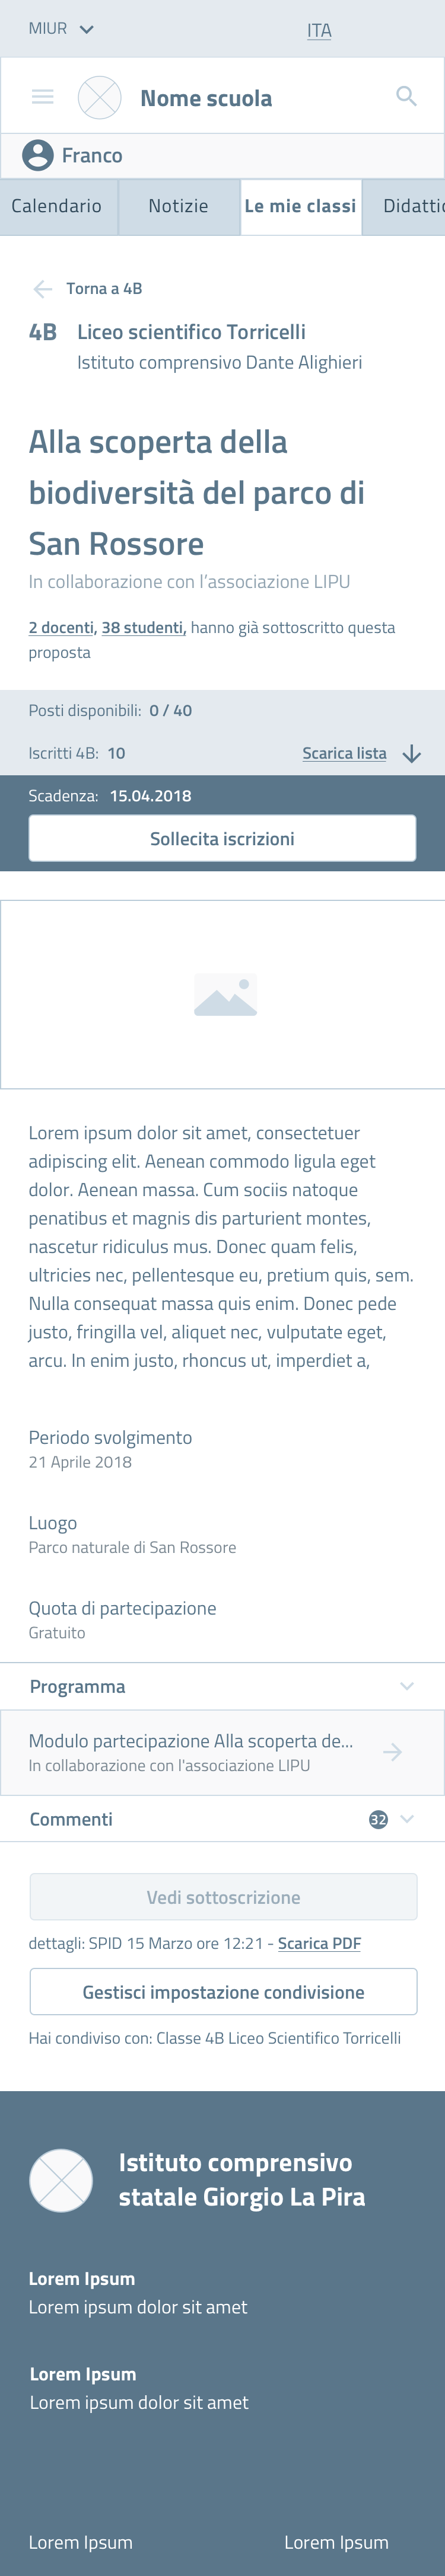 MIUR
ITA
Nome scuola
Franco
Calendario
Notizie
Le mie classi
Didattic
Torna a 4B
4B Liceo scientifico Torricelli
Istituto comprensivo Dante Alighieri
Alla scoperta della
biodiversità del parco di
San Rossore
In collaborazione con l’associazione LIPU
2 docenti, 38 studenti, hanno già sottoscritto questa
proposta
Posti disponibili: 0 / 40
Iscritti 4B: 10 Scarica lista
Scadenza: 15.04.2018
Sollecita iscrizioni
Lorem ipsum dolor sit amet, consectetuer
adipiscing elit. Aenean commodo ligula eget
dolor. Aenean massa. Cum sociis natoque
penatibus et magnis dis parturient montes,
nascetur ridiculus mus. Donec quam felis,
ultricies nec, pellentesque eu, pretium quis, sem.
Nulla consequat massa quis enim. Donec pede
justo, fringilla vel, aliquet nec, vulputate eget,
arcu. In enim justo, rhoncus ut, imperdiet a,
Periodo svolgimento
21 Aprile 2018
Luogo
Parco naturale di San Rossore
Quota di partecipazione
Gratuito
Programma
Modulo partecipazione Alla scoperta de...
In collaborazione con l'associazione LIPU
Commenti 32
Vedi sottoscrizione
dettagli: SPID 15 Marzo ore 12:21 - Scarica PDF
Gestisci impostazione condivisione
Hai condiviso con: Classe 4B Liceo Scientifico Torricelli
Istituto comprensivo
statale Giorgio La Pira
Lorem Ipsum
Lorem ipsum dolor sit amet
Lorem Ipsum
Lorem ipsum dolor sit amet
Lorem Ipsum
Lorem Ipsum